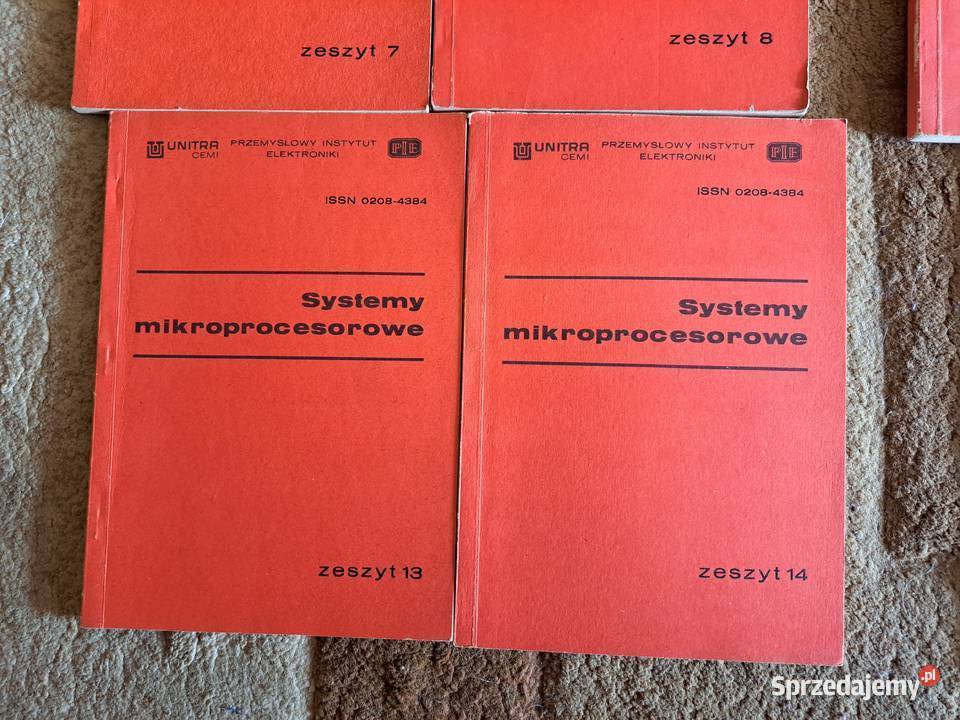 zeszyt 7
zeszyt 8
UNITRA
CEMI
PRZEMYSŁOWY INSTYTUT
ELEKTRONIKI
PIE
ISSN 0208-4384
Systemy
mikroprocesorowe
zeszyt 13
UNITRA
CEMI
PRZEMYSŁOWY INSTYTUT
ELEKTRONIKI
PIE
ISSN 0208-4384
Systemy
mikroprocesorowe
zeszyt 14
Sprzedajemy.pl